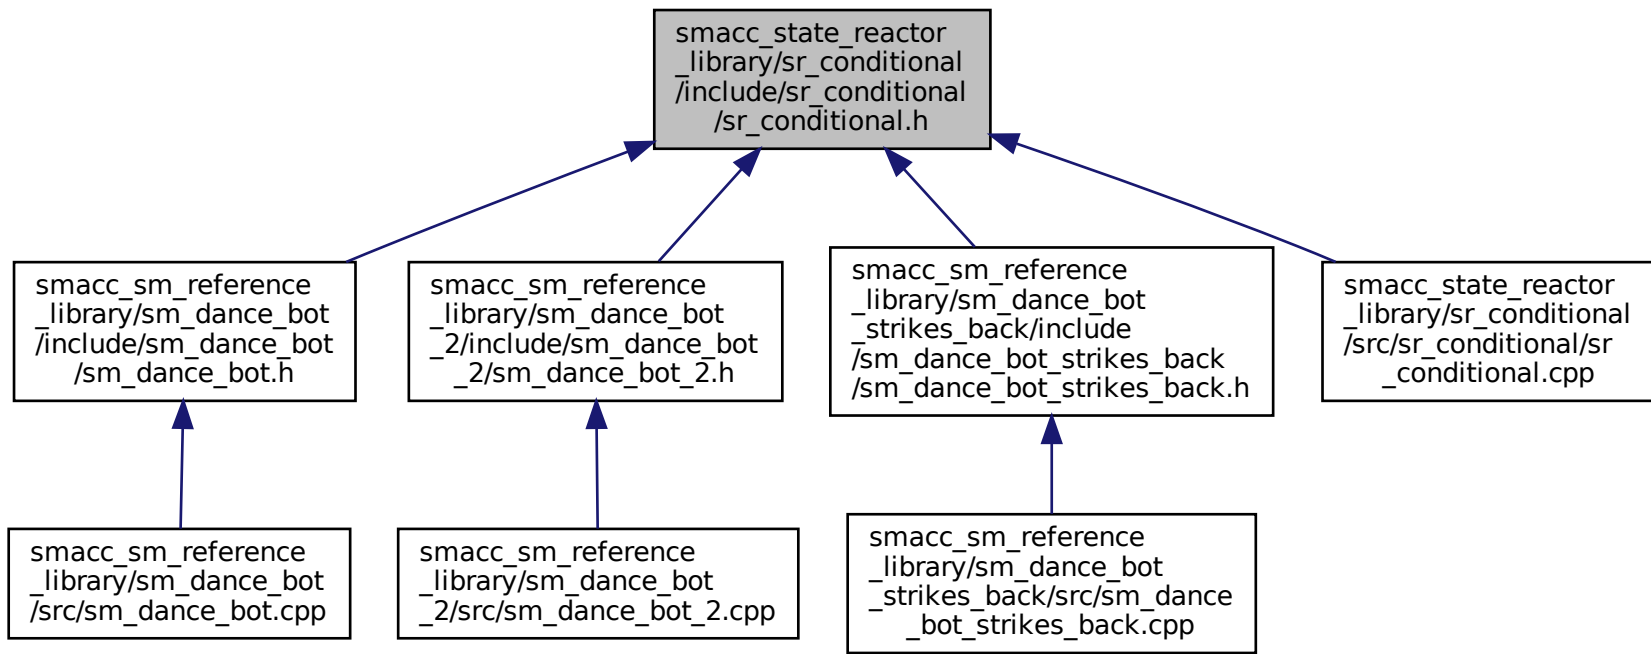 smacc_state_reactor
_library/sr_conditional
/include/sr_conditional
/sr_conditional.h
smacc_sm_reference
_library/sm_dance_bot
/include/sm_dance_bot
/sm_dance_bot.h
smacc_sm_reference
_library/sm_dance_bot
_2/include/sm_dance_bot
_2/sm_dance_bot_2.h
smacc_sm_reference
_library/sm_dance_bot
_strikes_back/include
/sm_dance_bot_strikes_back
/sm_dance_bot_strikes_back.h
smacc_state_reactor
_library/sr_conditional
/src/sr_conditional/sr
_conditional.cpp
smacc_sm_reference
_library/sm_dance_bot
/src/sm_dance_bot.cpp
smacc_sm_reference
_library/sm_dance_bot
_2/src/sm_dance_bot_2.cpp
smacc_sm_reference
_library/sm_dance_bot
_strikes_back/src/sm_dance
_bot_strikes_back.cpp